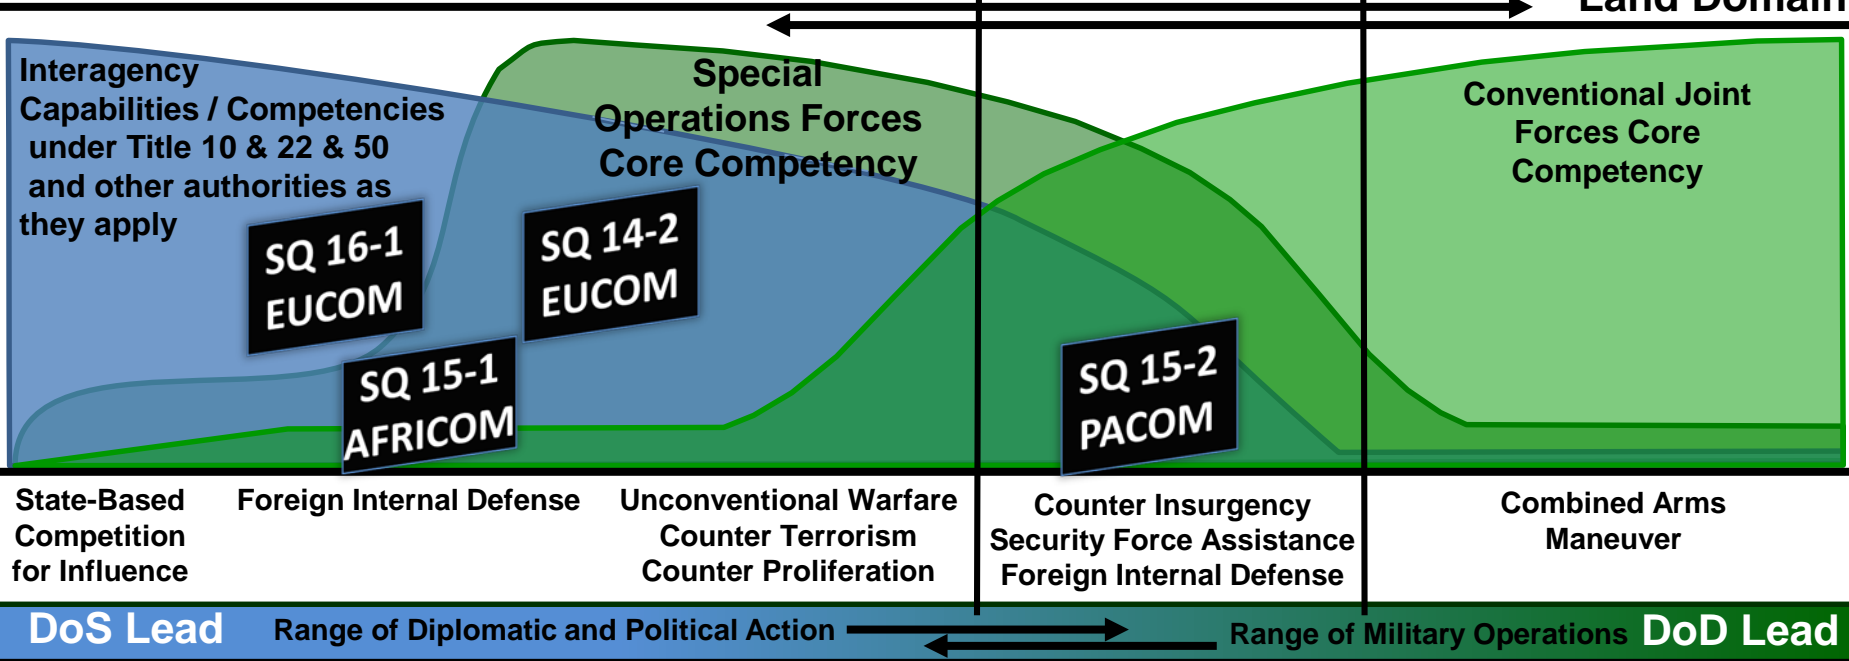 Land Domain
Interagency
Capabilities / Competencies
under Title 10 & 22 & 50
and other authorities as
they apply
Special
Operations Forces
Core Competency
Conventional Joint
Forces Core
Competency
SQ 16-1
EUCOM
SQ 14-2
EUCOM
SQ 15-1
AFRICOM
SQ 15-2
PACOM
State-Based
Competition
for Influence
Foreign Internal Defense
Unconventional Warfare
Counter Terrorism
Counter Proliferation
Counter Insurgency
Security Force Assistance
Foreign Internal Defense
Combined Arms
Maneuver
DoS Lead
Range of Diplomatic and Political Action
Range of Military Operations
DoD Lead